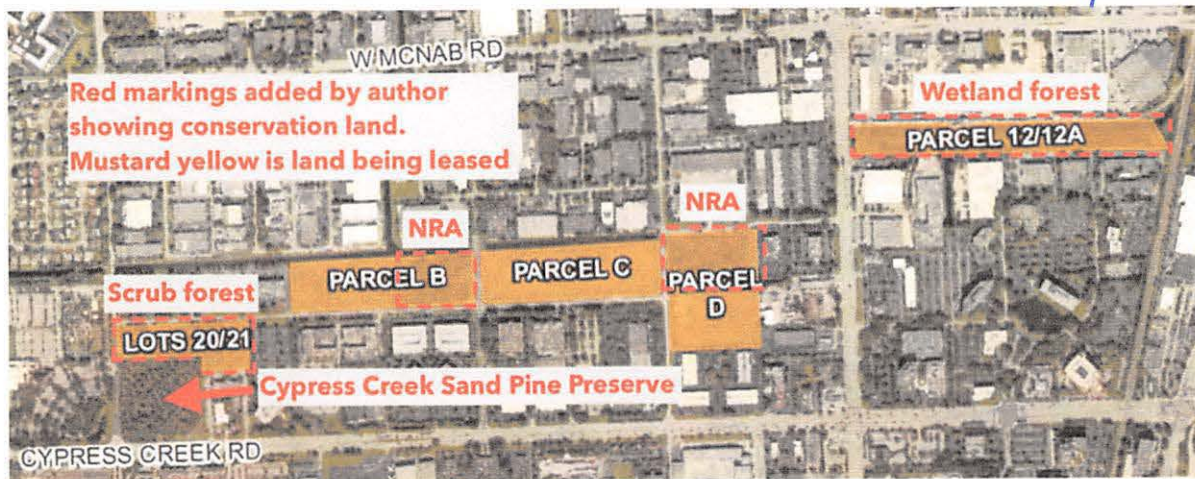 W MCNAB RD
Red markings added by author
showing conservation land.
Mustard yellow is land being leased
Wetland forest
PARCEL 12/12A
NRA
NRA
PARCEL B
PARCEL C
PARCEL
D
Scrub forest
LOTS 20/21
Cypress Creek Sand Pine Preserve
CYPRESS CREEK RD